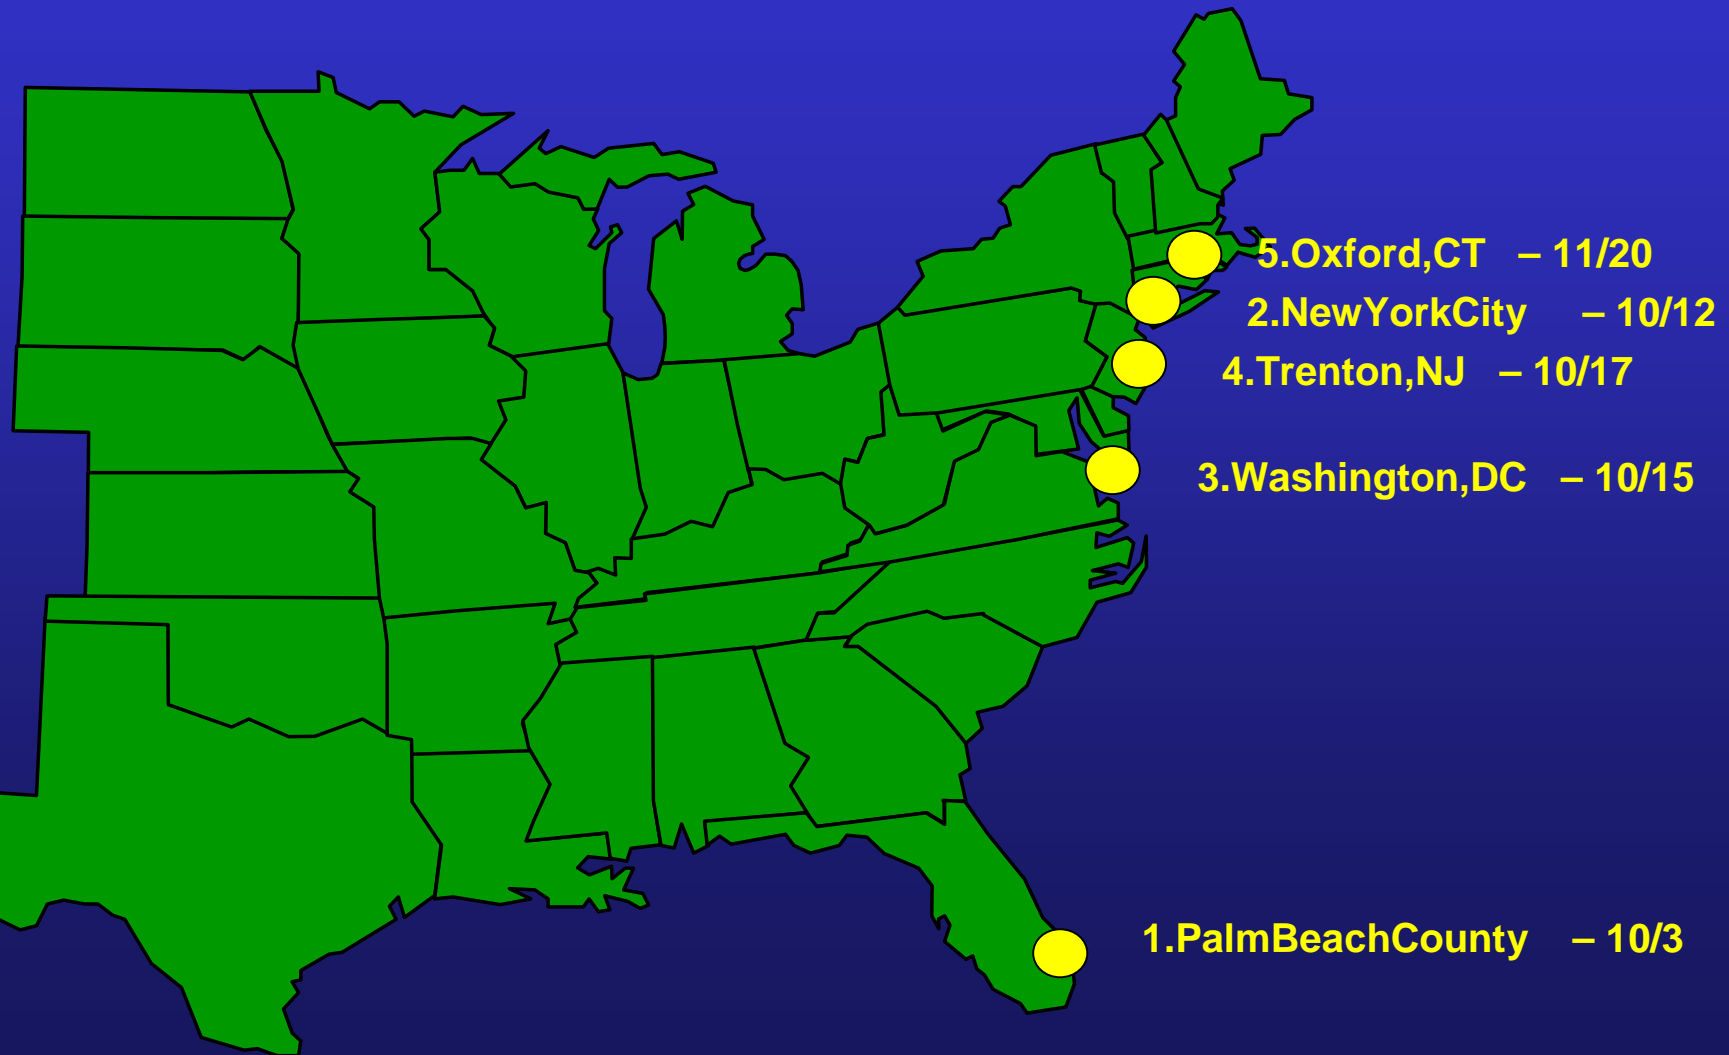 5.Oxford,CT – 11/20
2.NewYorkCity – 10/12
4.Trenton,NJ – 10/17
3.Washington,DC – 10/15
1.PalmBeachCounty – 10/3